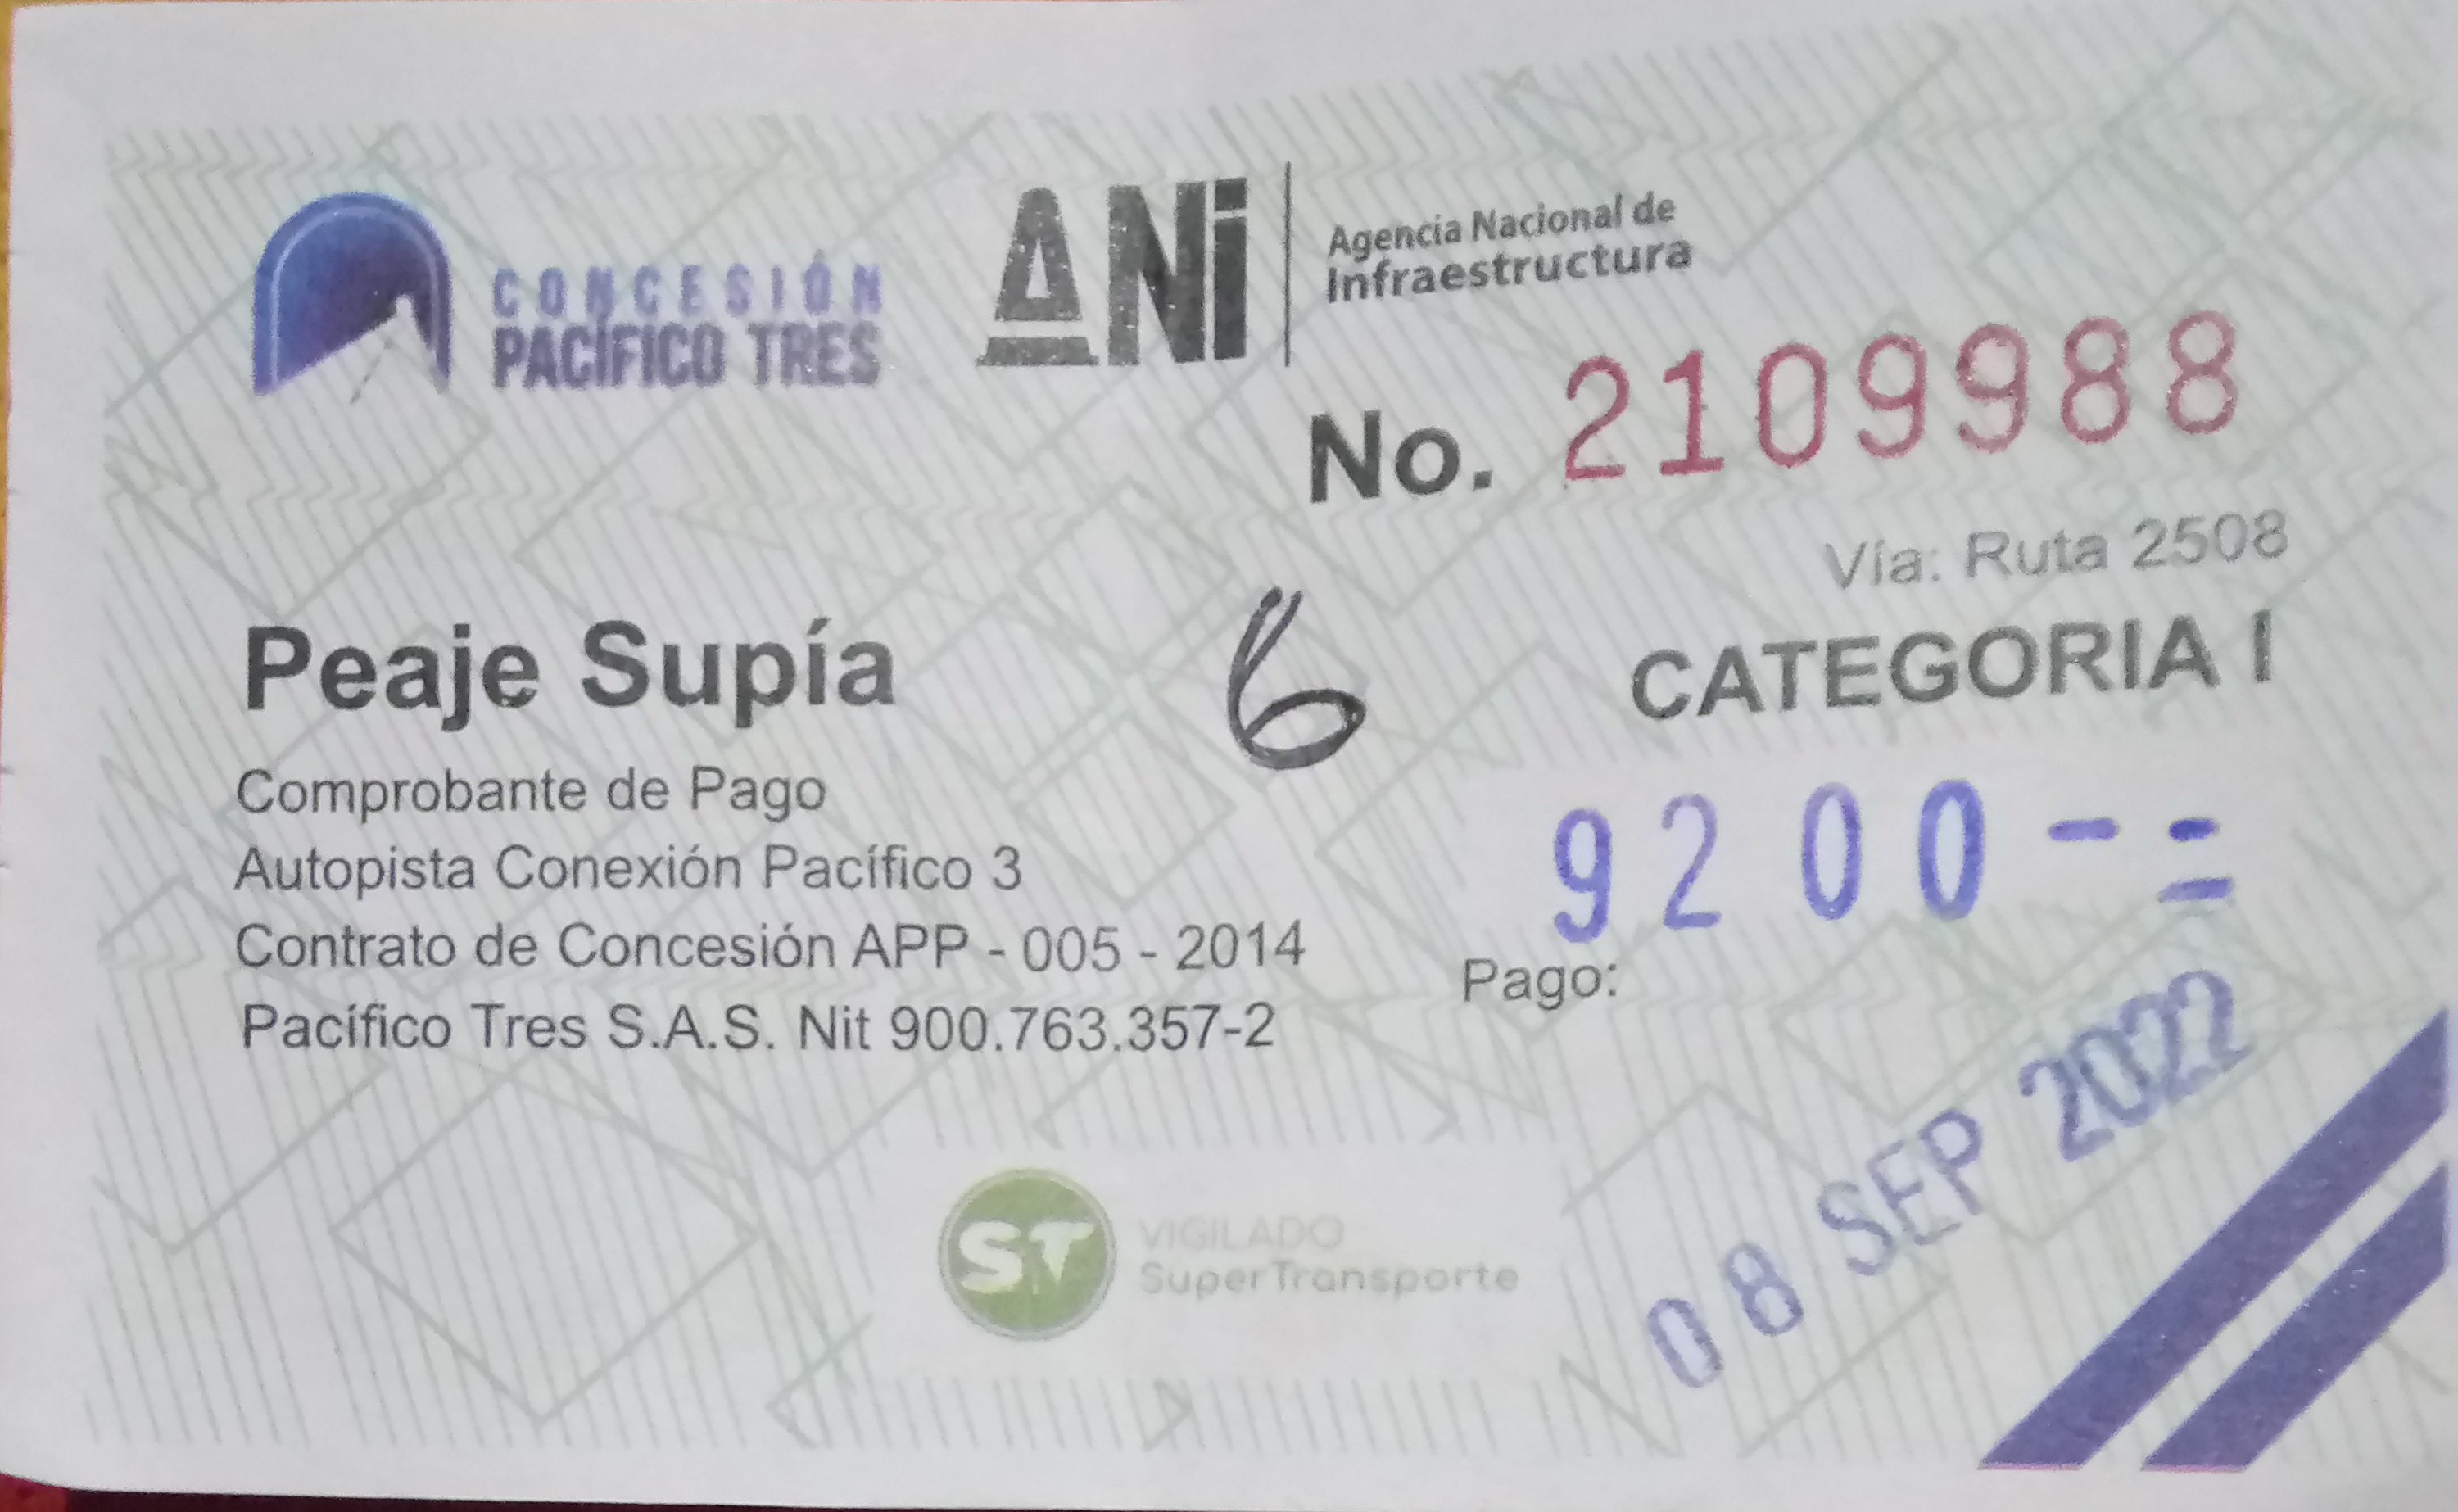 CONCESIÓN
PACÍFICO TRES
ANi
Agencia Nacional de
Infraestructura
No. 2109988
Vía: Ruta 2508
Peaje Supía
6
CATEGORIA I
Comprobante de Pago
9200--=
Autopista Conexión Pacífico 3
Contrato de Concesión APP - 005 - 2014
Pago:
Pacífico Tres S.A.S. Nit 900.763.357-2
08 SEP 2022
ST
VIGILADO
SuperTransporte